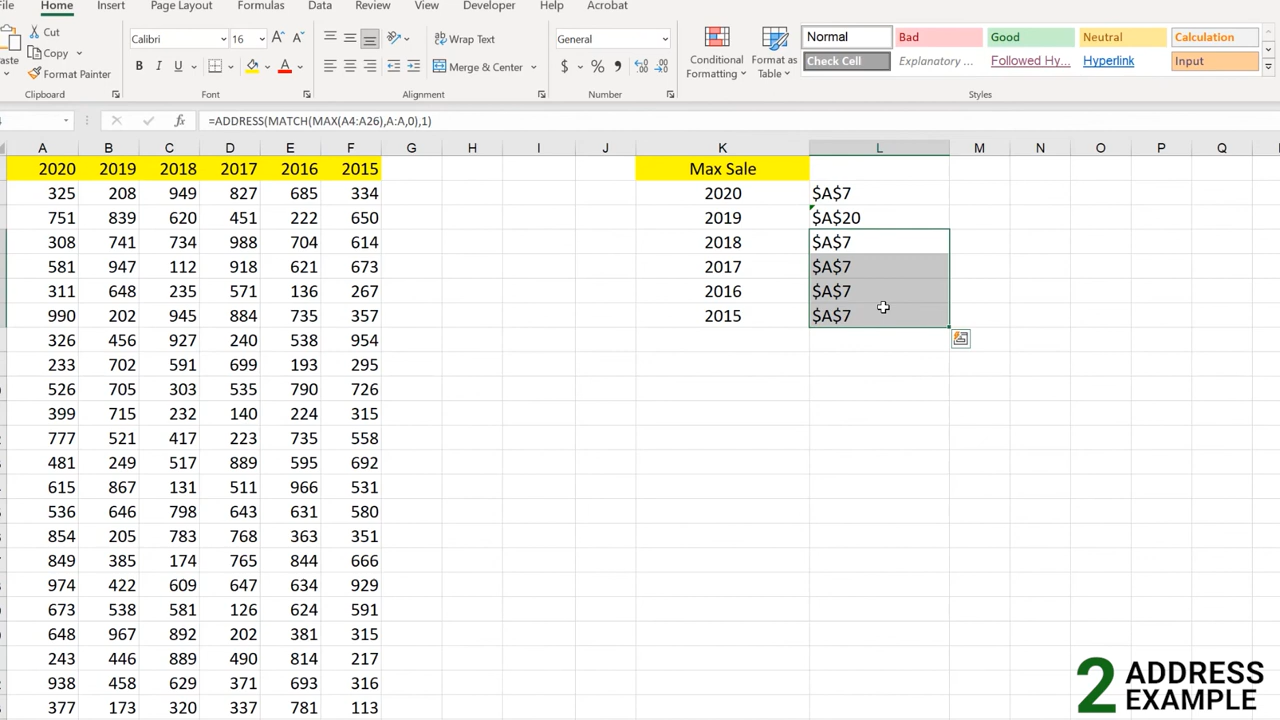 File Home Insert Page Layout Formulas Data Review View Developer Help Acrobat
Cut Calibri 16 A A Wrap Text General Normal Bad Good Neutral Calculation
Copy Conditional Format as
Format Painter B I U A Merge & Center $ % 9 Formatting Table Check Cell Explanatory ... Followed Hy... Hyperlink Input
Clipboard Font Alignment Number Styles
fx =ADDRESS(MATCH(MAX(A4:A26),A:A,0),1)
A B C D E F G H I J K L M N O P Q
2020 2019 2018 2017 2016 2015 Max Sale
325 208 949 827 685 334 2020 $A$7
751 839 620 451 222 650 2019 $A$20
308 741 734 988 704 614 2018 $A$7
581 947 112 918 621 673 2017 $A$7
311 648 235 571 136 267 2016 $A$7
990 202 945 884 735 357 2015 $A$7
326 456 927 240 538 954
233 702 591 699 193 295
526 705 303 535 790 726
399 715 232 140 224 315
777 521 417 223 735 558
481 249 517 889 595 692
615 867 131 511 966 531
536 646 798 643 631 580
854 205 783 768 363 351
849 385 174 765 844 666
974 422 609 647 634 929
673 538 581 126 624 591
648 967 892 202 381 315
243 446 889 490 814 217
938 458 629 371 693 316
377 173 320 337 781 113
2 ADDRESS
EXAMPLE